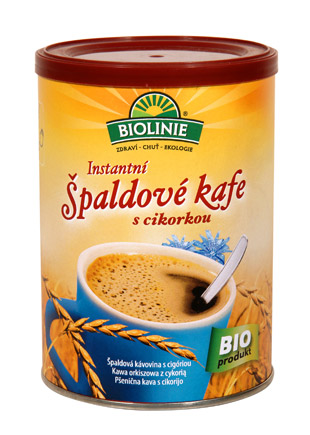 BIOLINIE®
ZDRAVÍ - CHUŤ - EKOLOGIE
Instantní
Špaldové kafe
s cikorkou
BIO
produkt
Špaldová kávovina s cigóriou
Kawa orkiszowa z cykorią
Pšenična kava s cikorijo